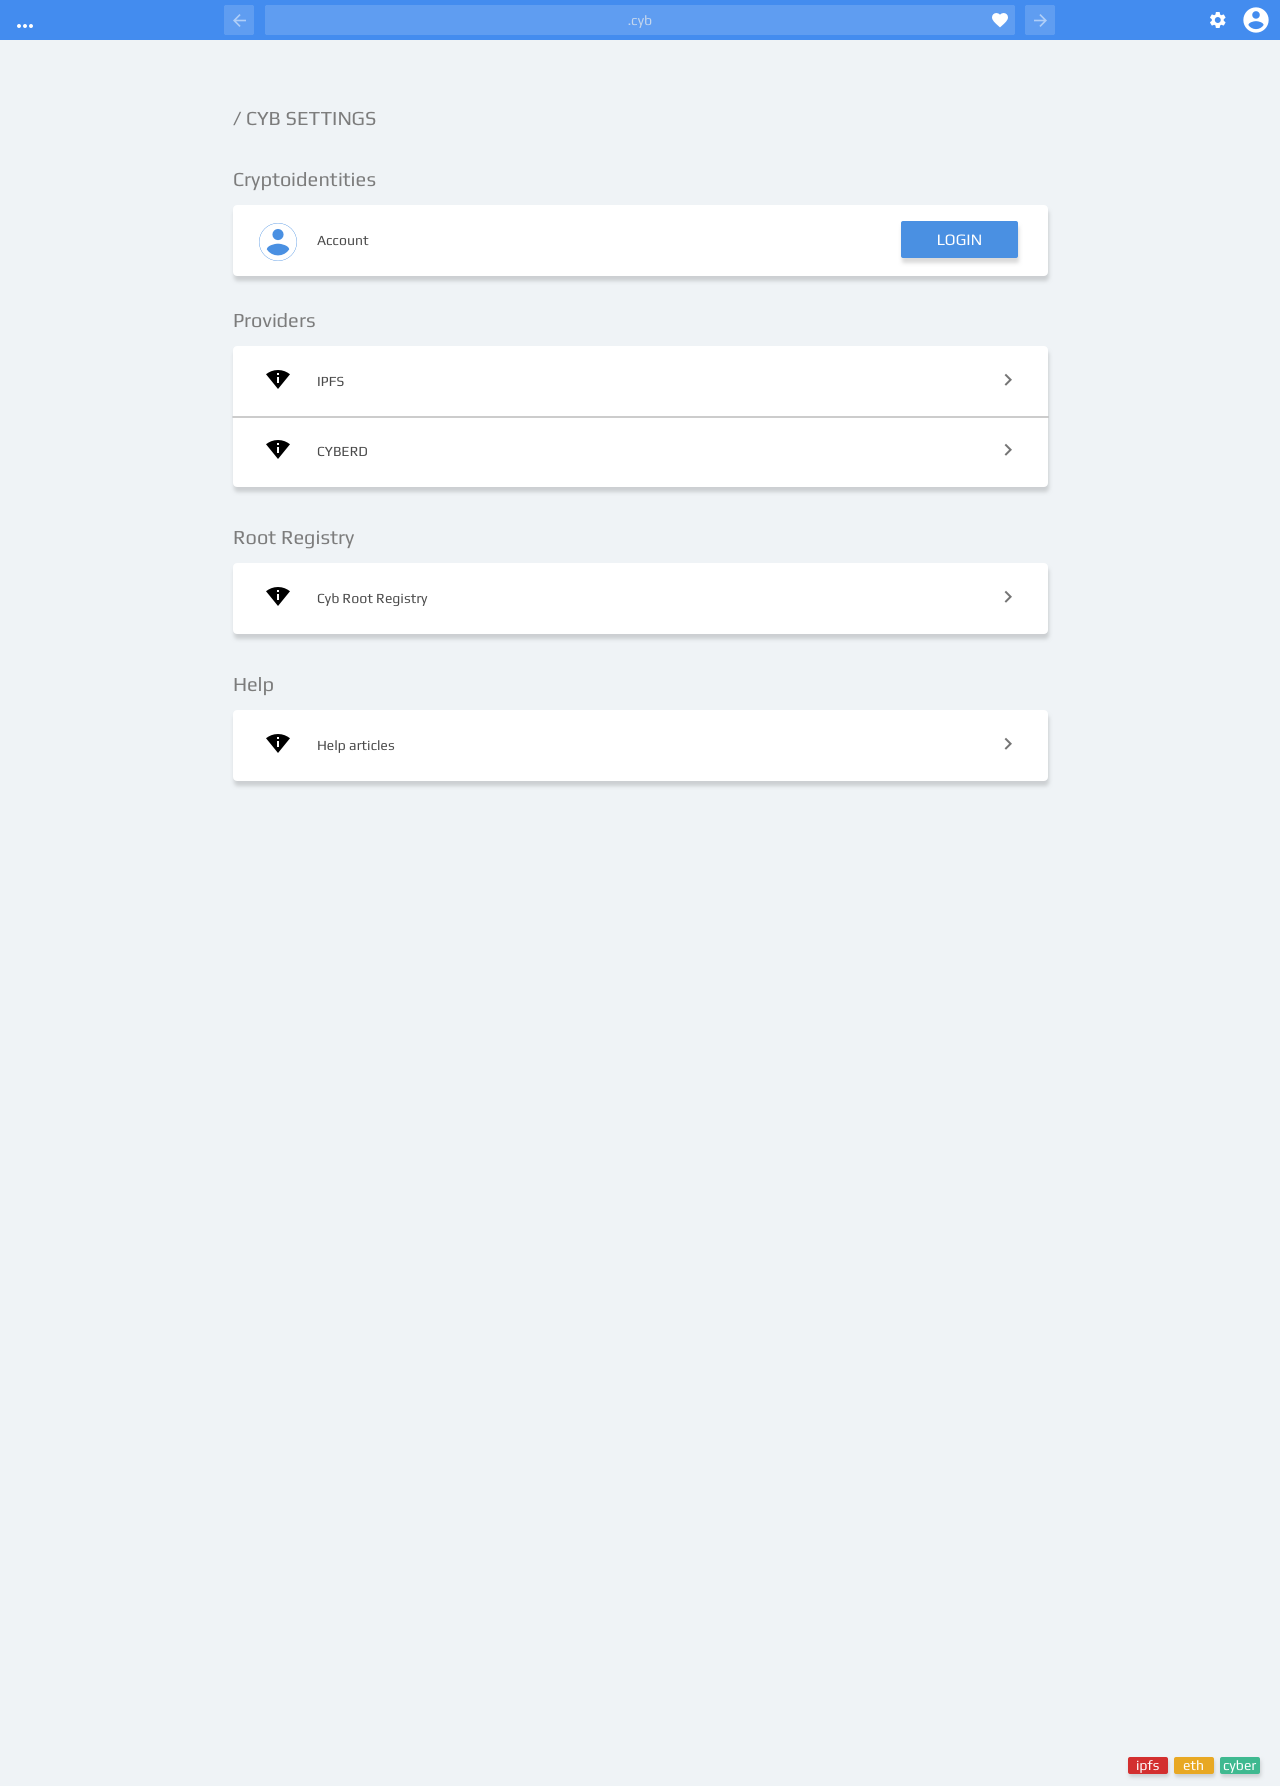 .cyb
/ CYB SETTINGS
Cryptoidentities
Account
LOGIN
Providers
IPFS
CYBERD
Root Registry
Cyb Root Registry
Help
Help articles
ipfs eth cyber